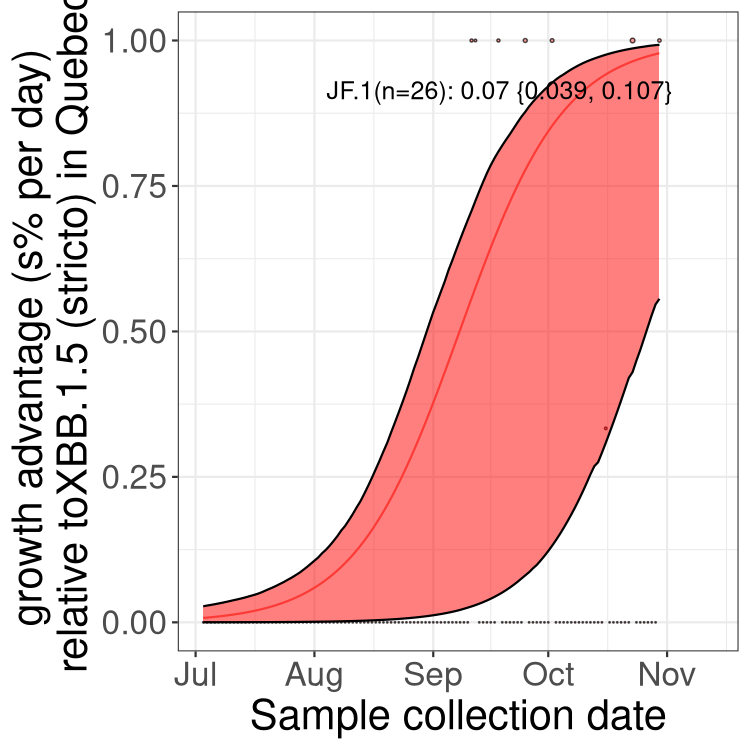 growth advantage (s% per day)
relative toXBB.1.5 (stricto) in Quebec
1.00
0.75
0.50
0.25
0.00
JF.1(n=26): 0.07 {0.039, 0.107}
Jul Aug Sep Oct Nov
Sample collection date